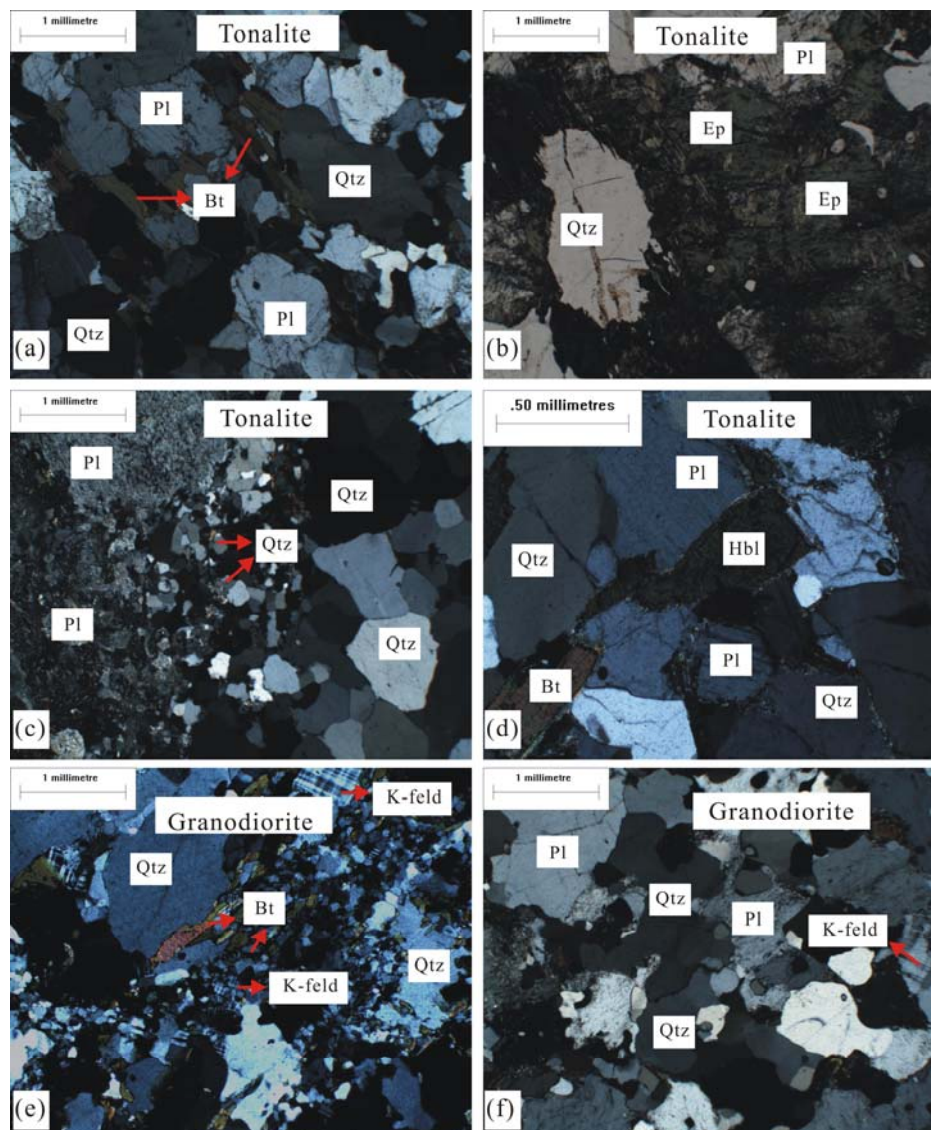 1 millimetre
Tonalite
Pl
Bt
Qtz
Pl
Qtz
(a)
1 millimetre
Tonalite
Pl
Ep
Ep
Qtz
(b)
1 millimetre
Tonalite
Pl
Qtz
Qtz
Pl
Qtz
(c)
.50 millimetres
Tonalite
Pl
Hbl
Qtz
Pl
Bt
Qtz
(d)
1 millimetre
K-feld
Granodiorite
Qtz
Bt
Qtz
K-feld
(e)
1 millimetre
Granodiorite
Pl
Qtz
Pl
K-feld
Qtz
(f)